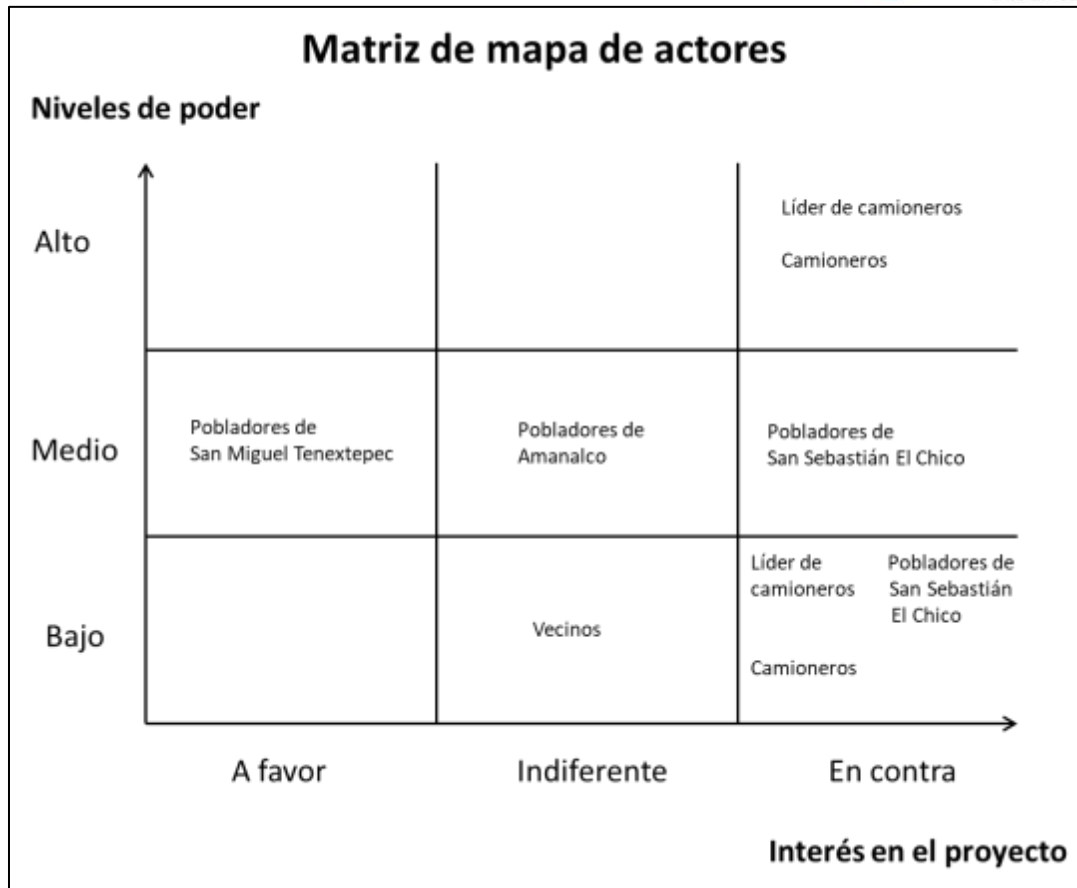 Matriz de mapa de actores
Niveles de poder
Alto
Líder de camioneros
Camioneros
Medio
Pobladores de
San Miguel Tenextepec
Pobladores de
Amanalco
Pobladores de
San Sebastián El Chico
Bajo
Vecinos
Líder de
camioneros
Pobladores de
San Sebastián
El Chico
Camioneros
A favor
Indiferente
En contra
Interés en el proyecto